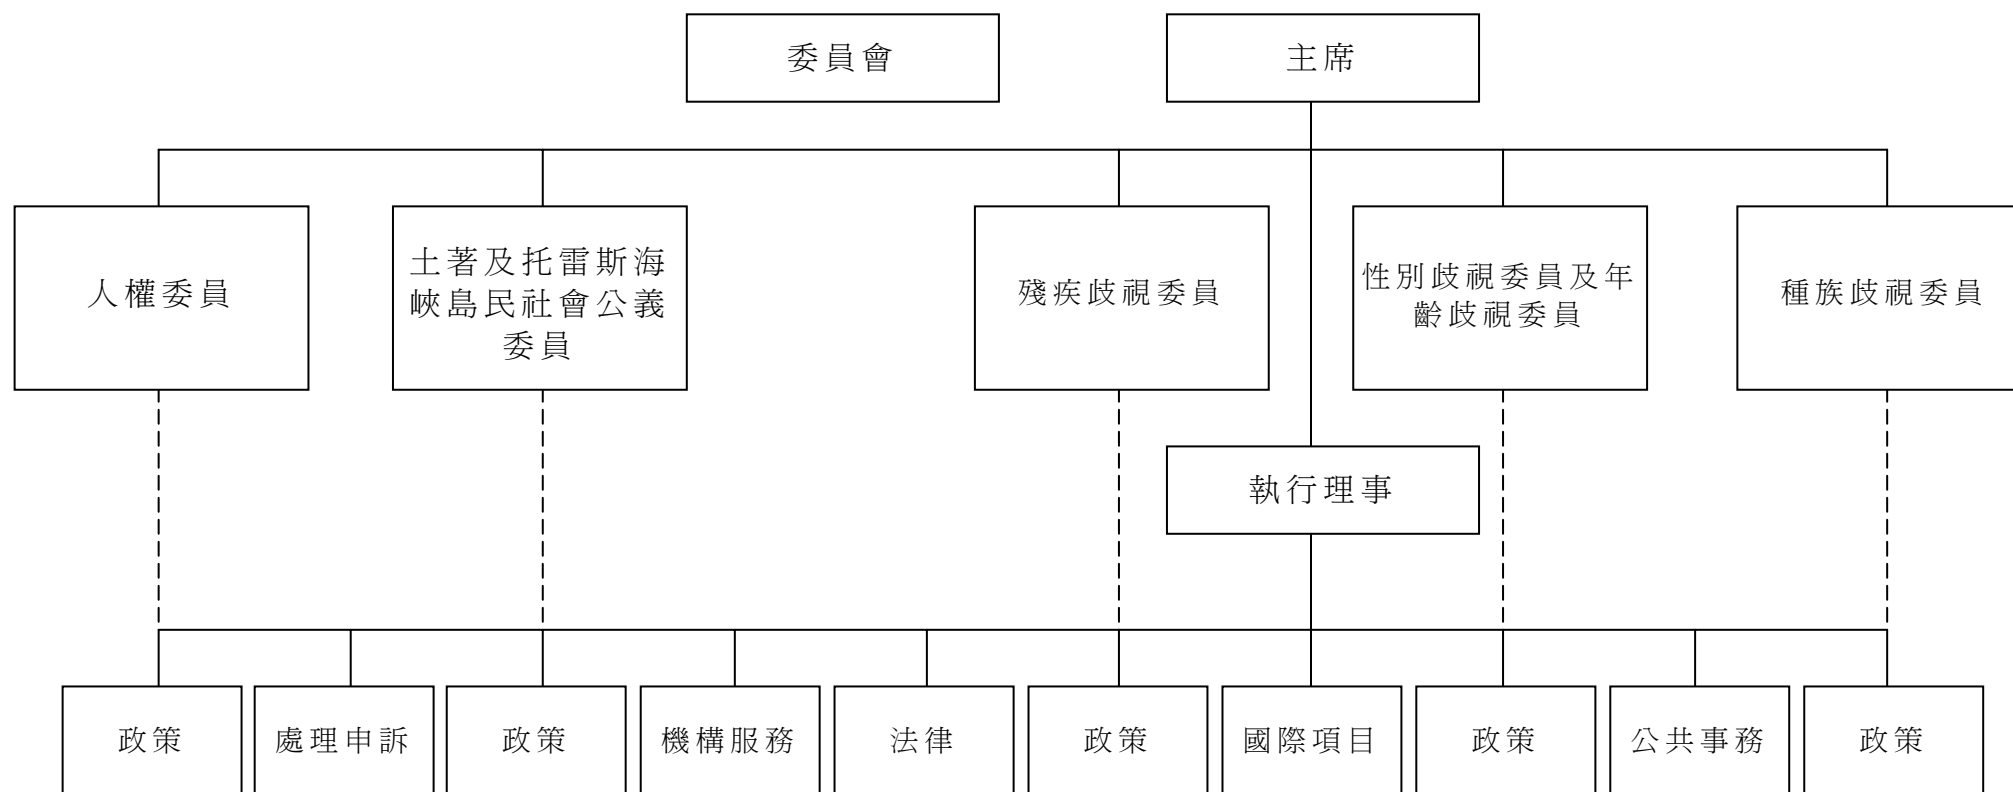 委員會
主席
人權委員
土著及托雷斯海
峽島民社會公義
委員
殘疾歧視委員
性別歧視委員及年
齡歧視委員
種族歧視委員
執行理事
政策
處理申訴
政策
機構服務
法律
政策
國際項目
政策
公共事務
政策